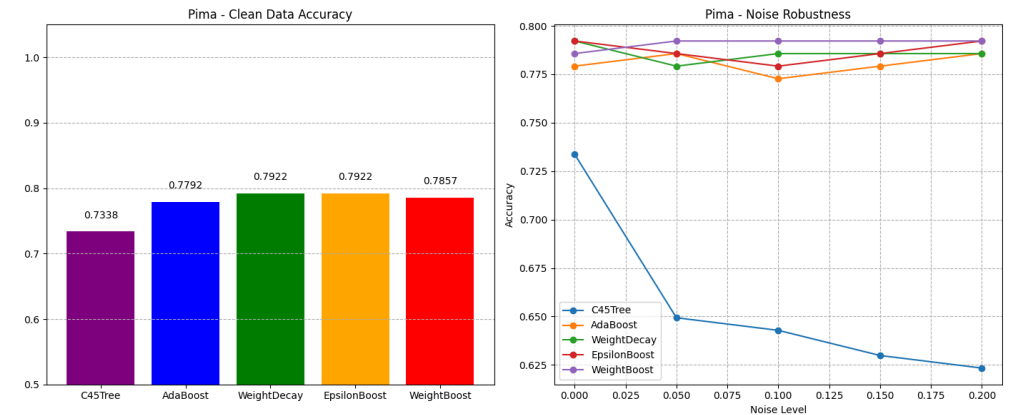 Pima - Clean Data Accuracy
1.0
0.9
0.8
0.7
0.6
0.5
0.7338
0.7792
0.7922
0.7922
0.7857
C45Tree AdaBoost WeightDecay EpsilonBoost WeightBoost
Pima - Noise Robustness
Accuracy
0.800
0.775
0.750
0.725
0.700
0.675
0.650
0.625
C45Tree
AdaBoost
WeightDecay
EpsilonBoost
WeightBoost
0.000 0.025 0.050 0.075 0.100 0.125 0.150 0.175 0.200
Noise Level